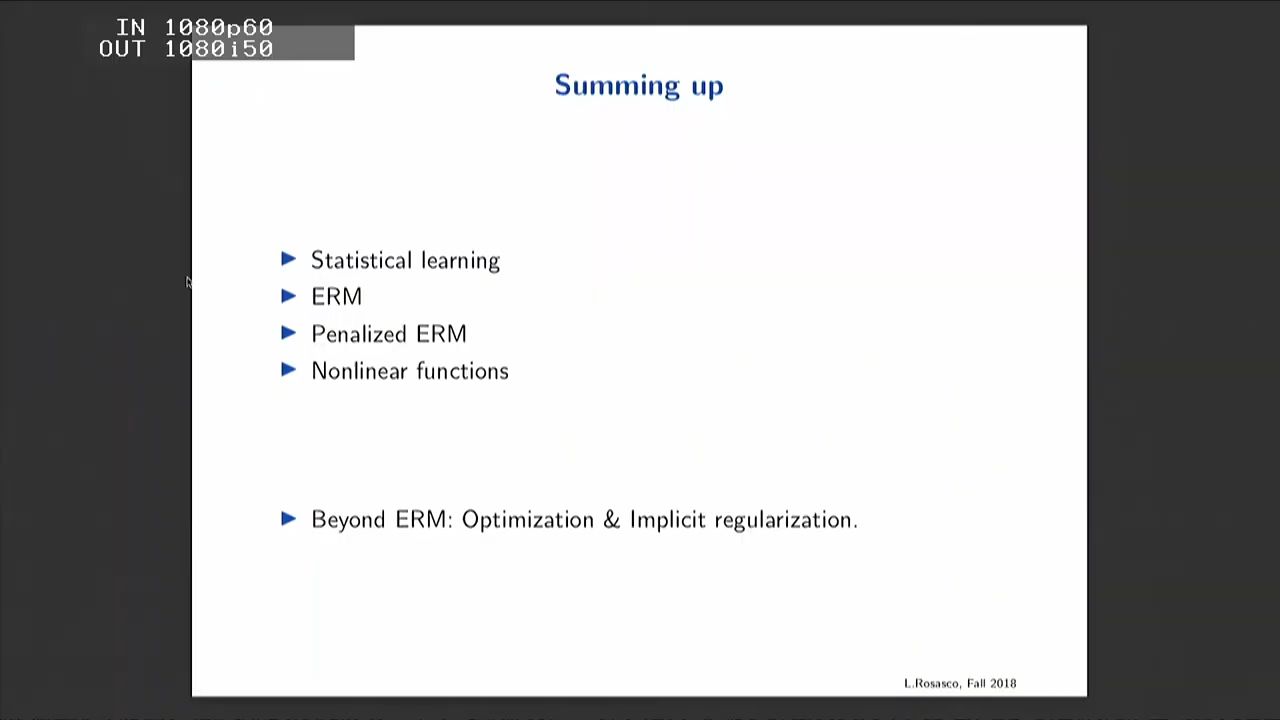 IN 1080p60
OUT 1080i50
Summing up
Statistical learning
ERM
Penalized ERM
Nonlinear functions
Beyond ERM: Optimization & Implicit regularization.
L.Rosasco, Fall 2018